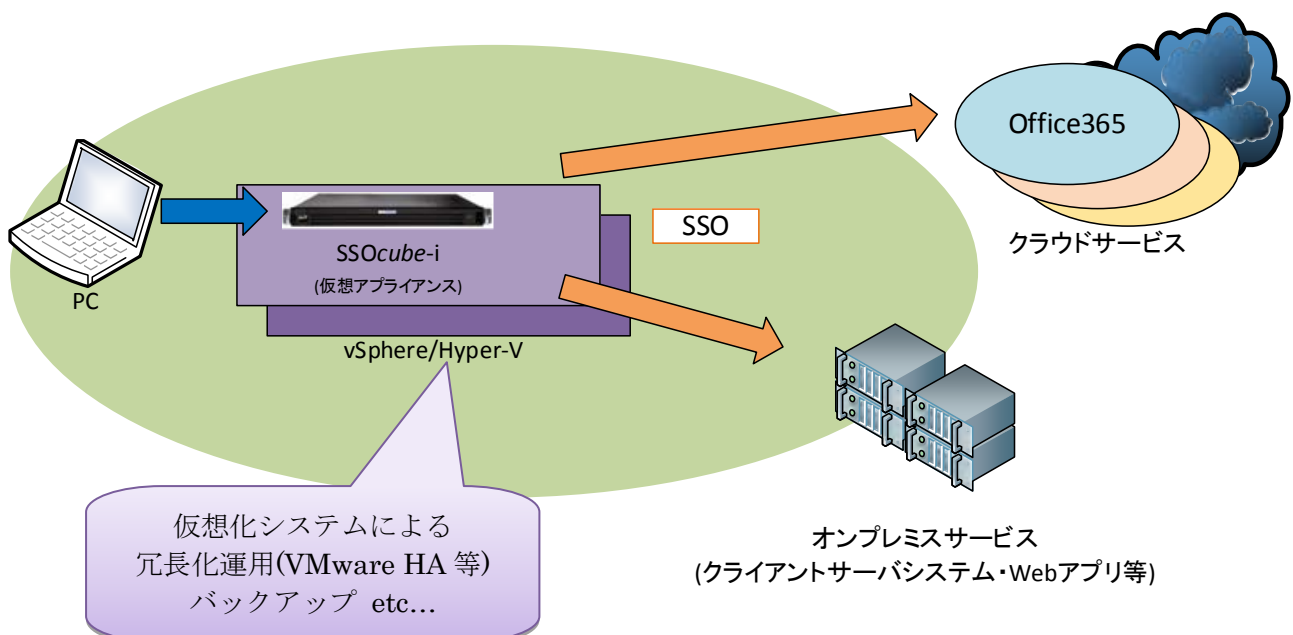 Office365
クラウドサービス
SSO
SSOcube-i
(仮想アプライアンス)
PC
vSphere/Hyper-V
仮想化システムによる
冗長化運用(VMware HA 等)
バックアップ etc...
オンプレミスサービス
(クライアントサーバシステム・Webアプリ等)